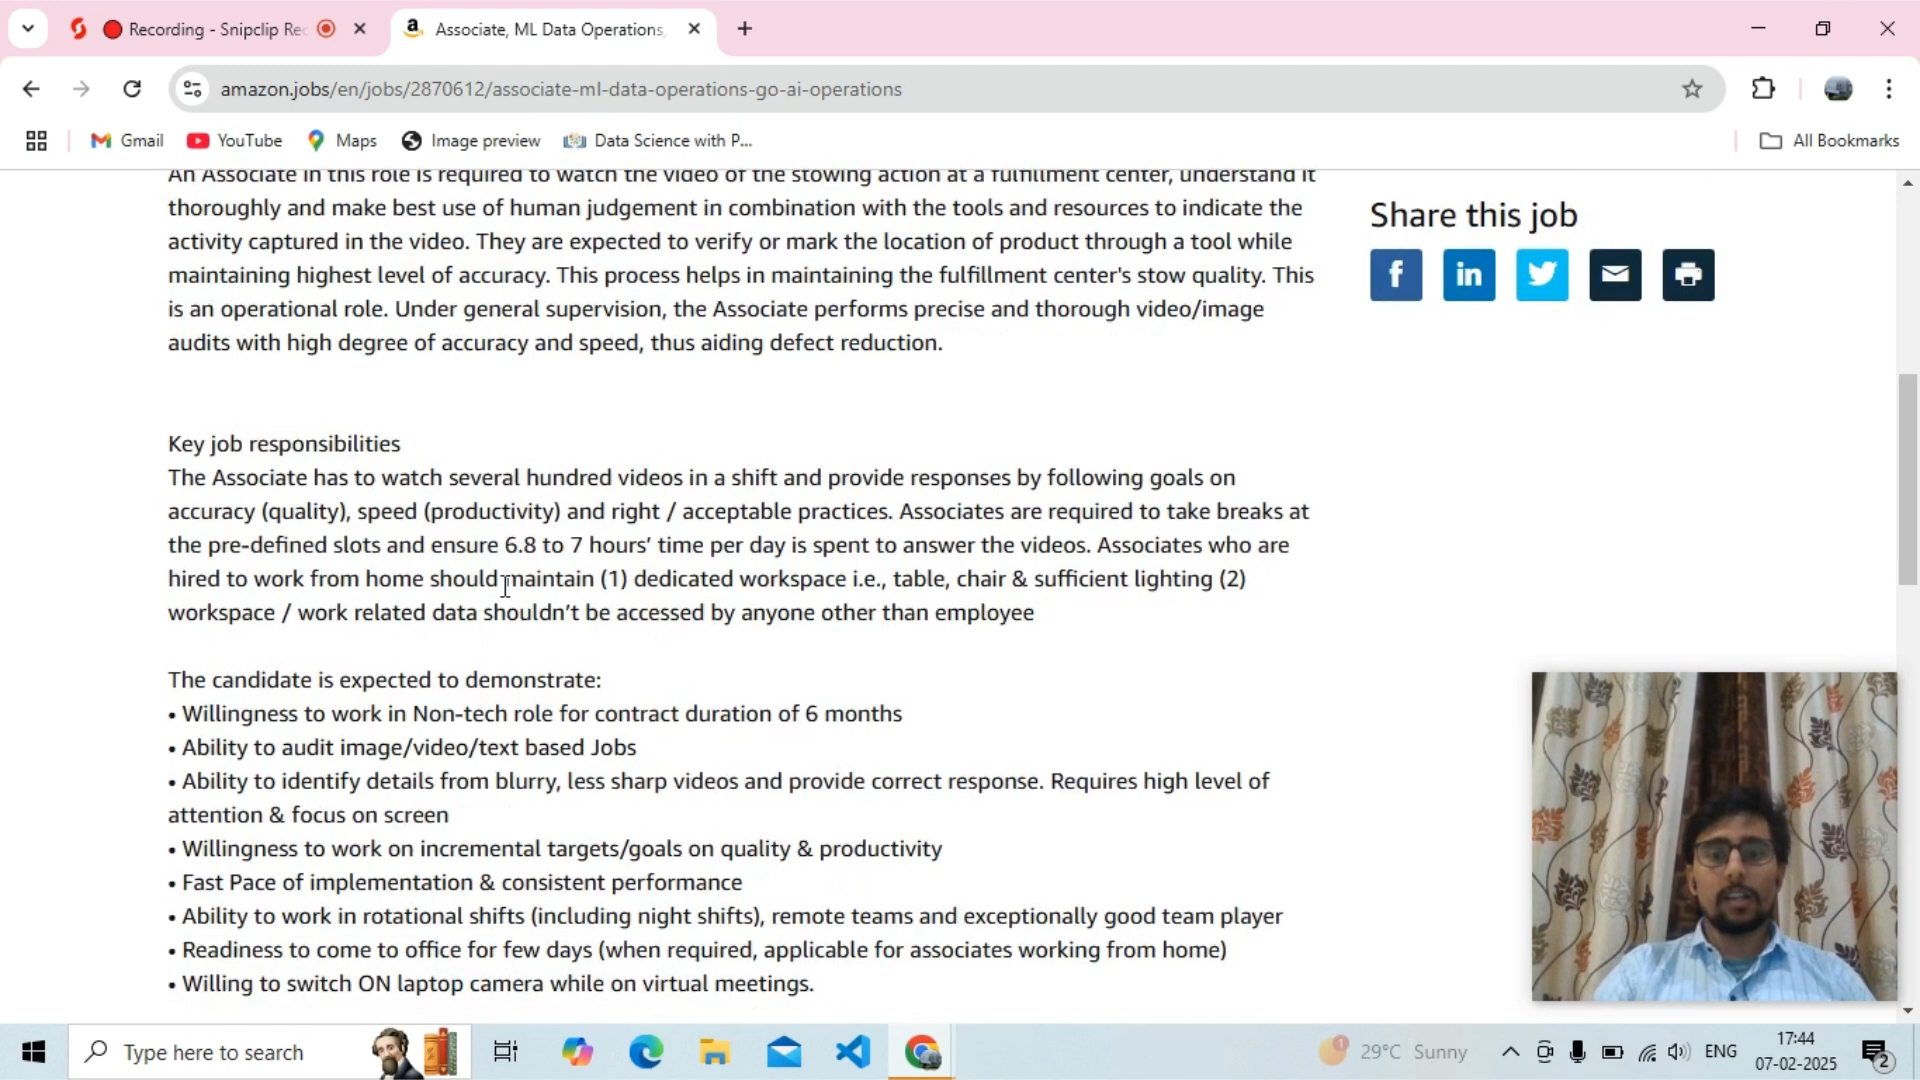 Recording - Snipclip Rec
Associate, ML Data Operations,
amazon.jobs/en/jobs/2870612/associate-ml-data-operations-go-ai-operations
Gmail
YouTube
Maps
Image preview
Data Science with P...
All Bookmarks
An Associate in this role is required to watch the video of the stowing action at a fulfillment center, understand it
thoroughly and make best use of human judgement in combination with the tools and resources to indicate the
activity captured in the video. They are expected to verify or mark the location of product through a tool while
maintaining highest level of accuracy. This process helps in maintaining the fulfillment center's stow quality. This
is an operational role. Under general supervision, the Associate performs precise and thorough video/image
audits with high degree of accuracy and speed, thus aiding defect reduction.
Share this job
Key job responsibilities
The Associate has to watch several hundred videos in a shift and provide responses by following goals on
accuracy (quality), speed (productivity) and right / acceptable practices. Associates are required to take breaks at
the pre-defined slots and ensure 6.8 to 7 hours’ time per day is spent to answer the videos. Associates who are
hired to work from home should maintain (1) dedicated workspace i.e., table, chair & sufficient lighting (2)
workspace / work related data shouldn’t be accessed by anyone other than employee
The candidate is expected to demonstrate:
• Willingness to work in Non-tech role for contract duration of 6 months
• Ability to audit image/video/text based Jobs
• Ability to identify details from blurry, less sharp videos and provide correct response. Requires high level of
attention & focus on screen
• Willingness to work on incremental targets/goals on quality & productivity
• Fast Pace of implementation & consistent performance
• Ability to work in rotational shifts (including night shifts), remote teams and exceptionally good team player
• Readiness to come to office for few days (when required, applicable for associates working from home)
• Willing to switch ON laptop camera while on virtual meetings.
Type here to search
29°C Sunny
ENG
17:44
07-02-2025
2